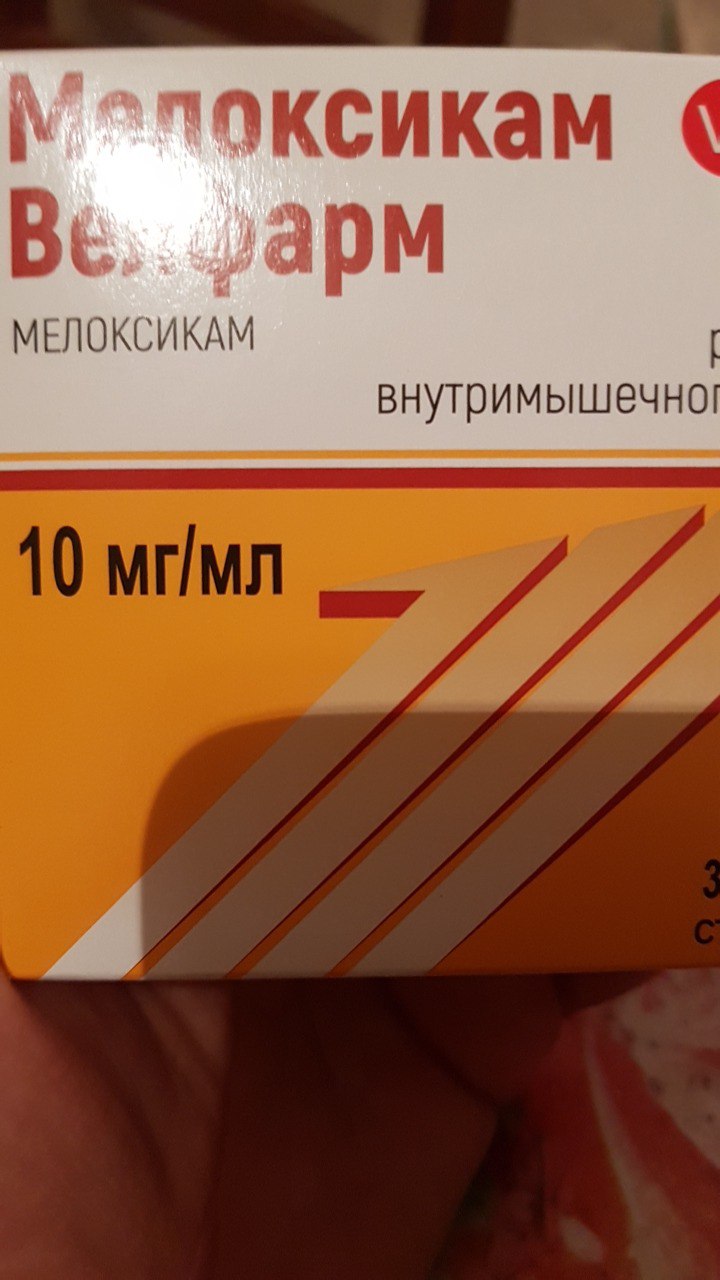 Мелоксикам
Велфарм
МЕЛОКСИКАМ
внутримышечног
10 мг/мл